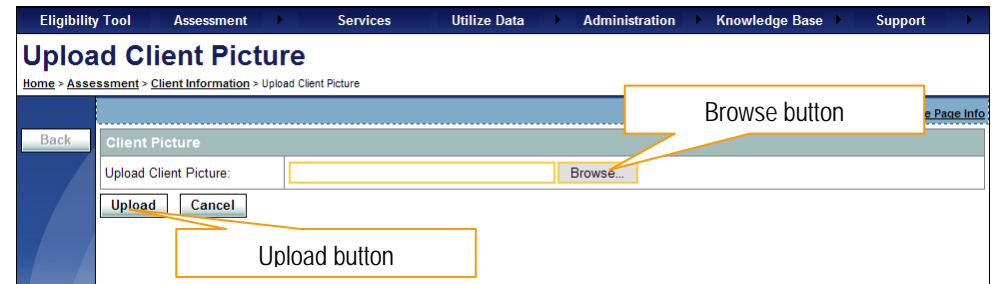 Eligibility Tool Assessment Services Utilize Data Administration Knowledge Base Support
Upload Client Picture
Home > Assessment > Client Information > Upload Client Picture
Browse button
Page Info
Back
Client Picture
Upload Client Picture:
Browse...
Upload Cancel
Upload button